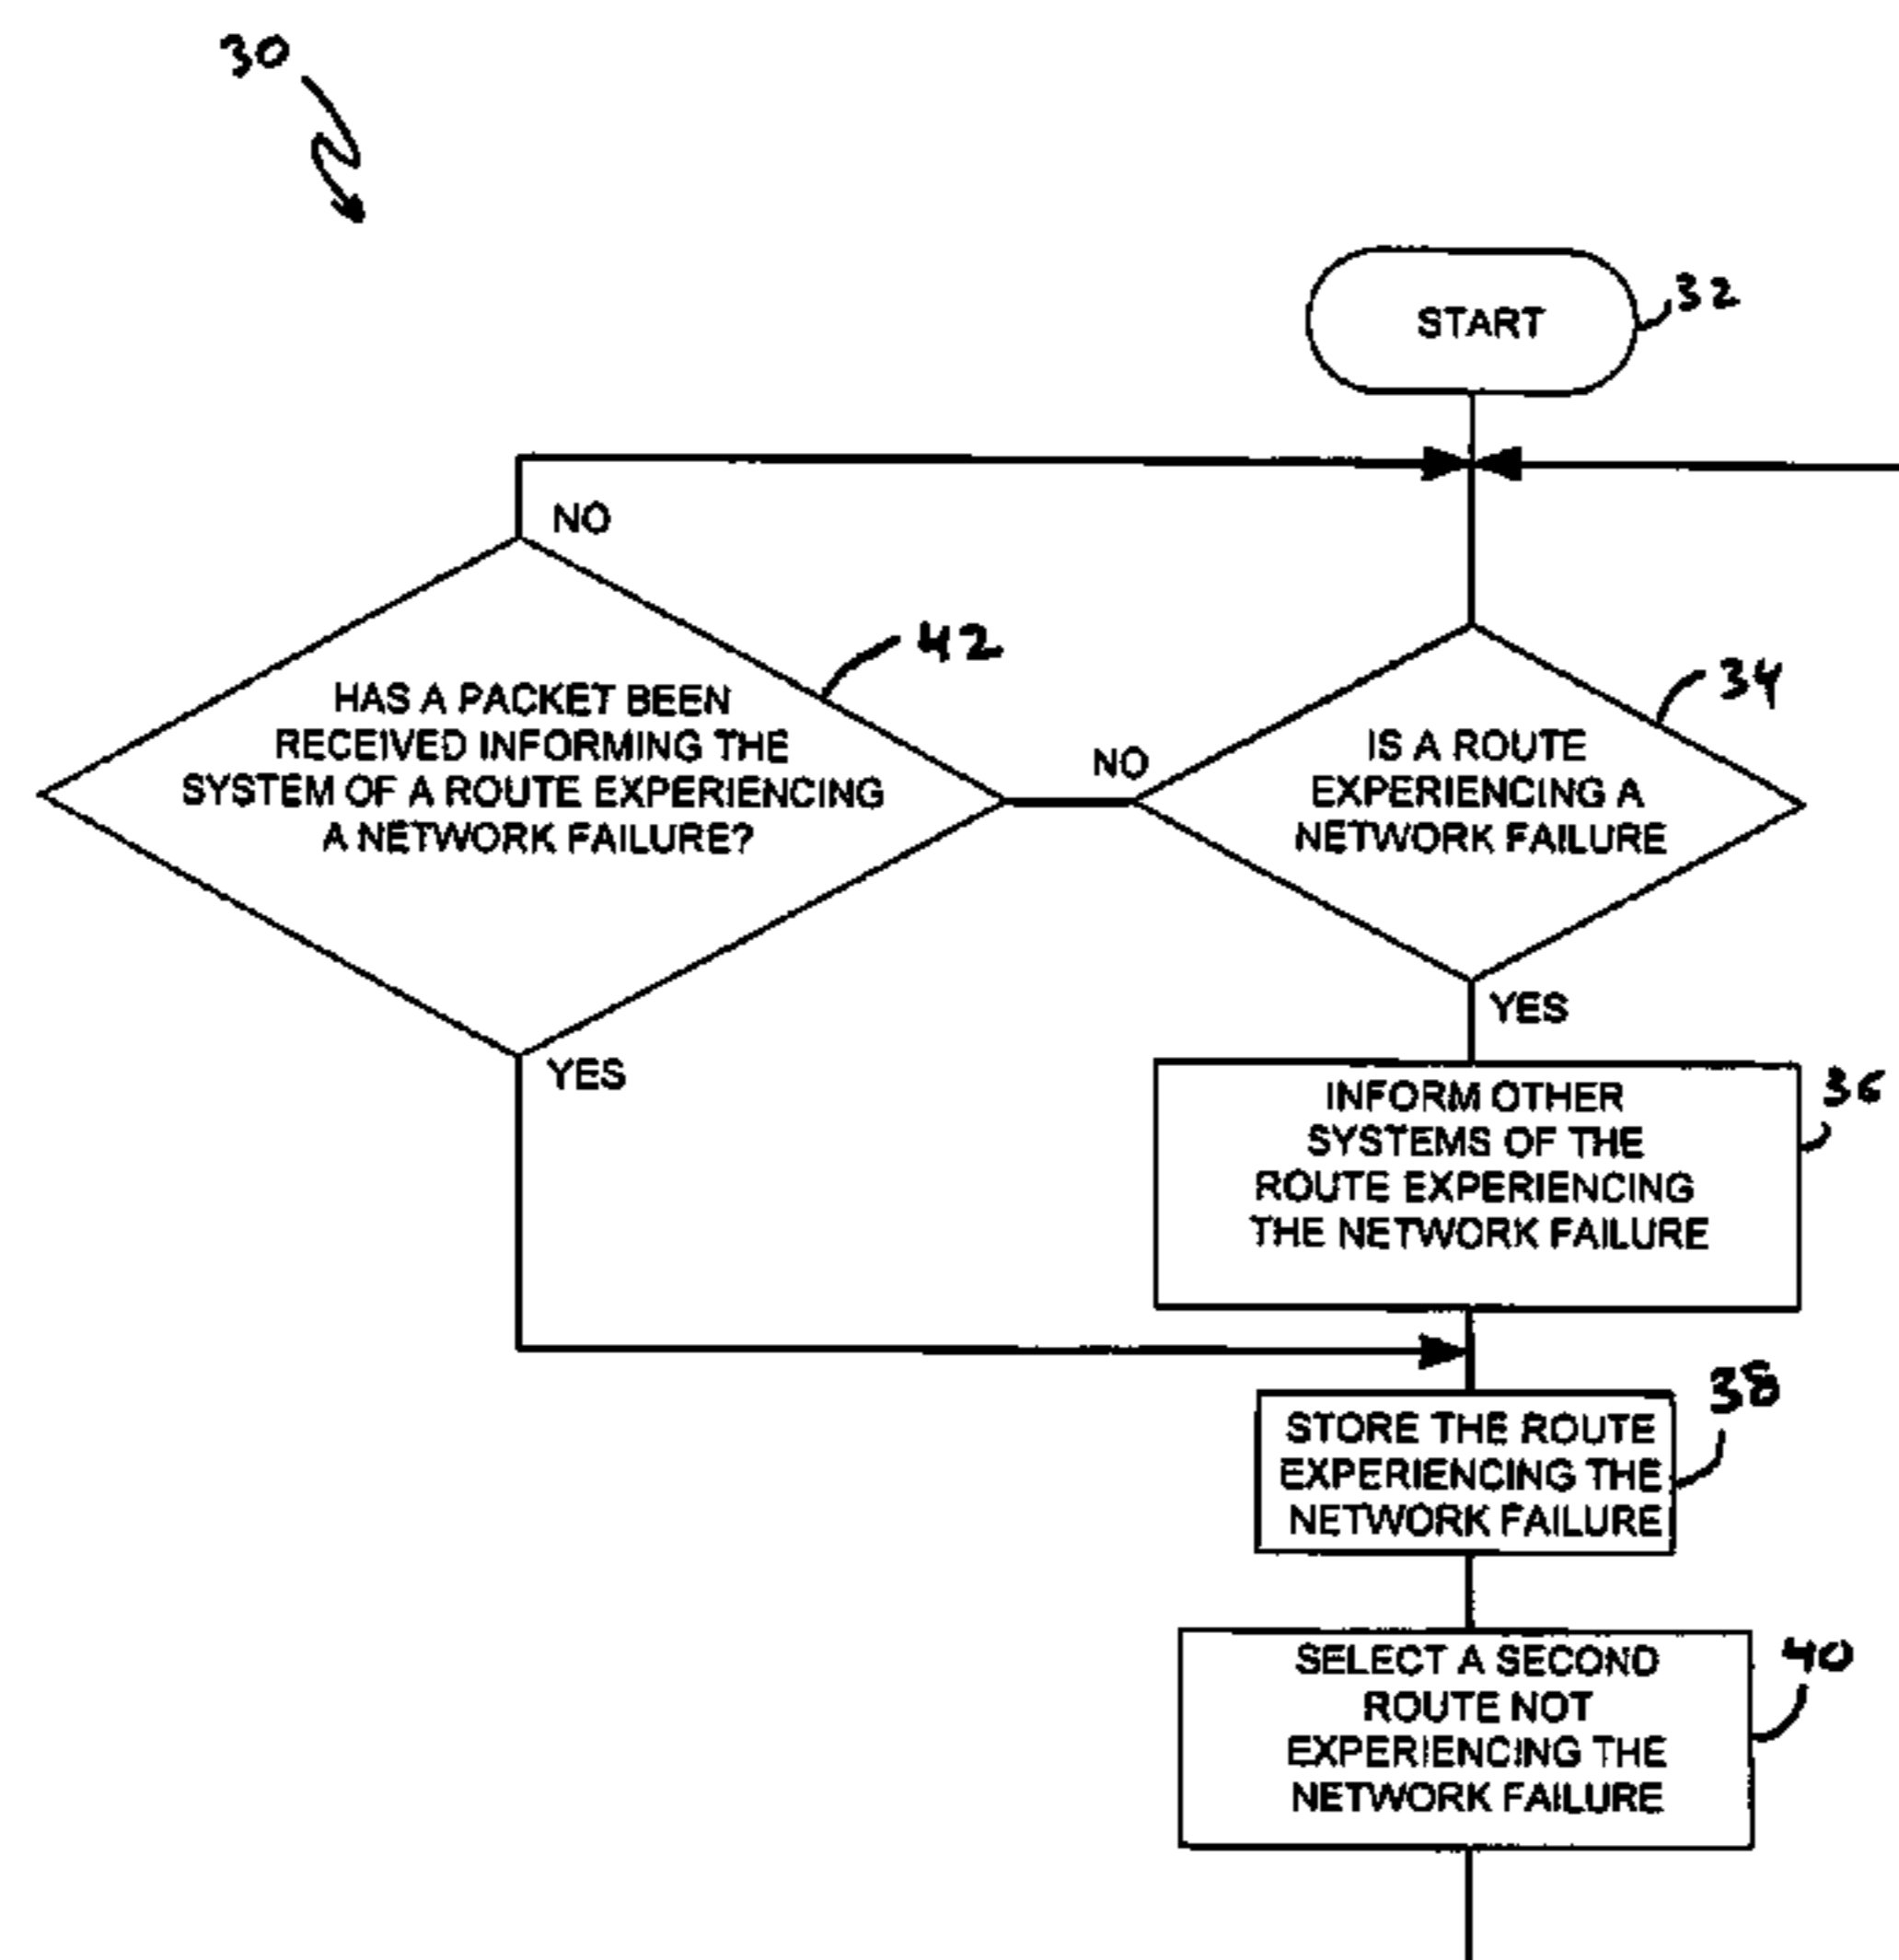 30
START
32
NO
42
HAS A PACKET BEEN
RECEIVED INFORMING THE
SYSTEM OF A ROUTE EXPERIENCING
A NETWORK FAILURE?
NO
34
IS A ROUTE
EXPERIENCING A
NETWORK FAILURE
YES
YES
36
INFORM OTHER
SYSTEMS OF THE
ROUTE EXPERIENCING
THE NETWORK FAILURE
38
STORE THE ROUTE
EXPERIENCING THE
NETWORK FAILURE
40
SELECT A SECOND
ROUTE NOT
EXPERIENCING THE
NETWORK FAILURE